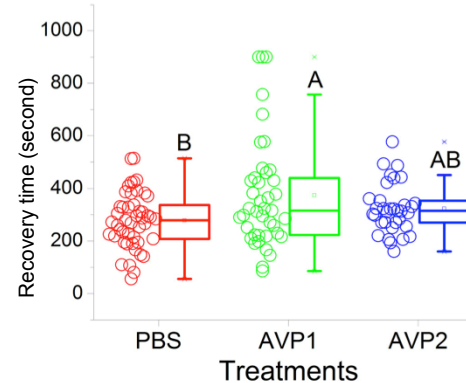 1000
800
600
400
200
0
Recovery time (second)
B
A
AB
PBS AVP1 AVP2
Treatments